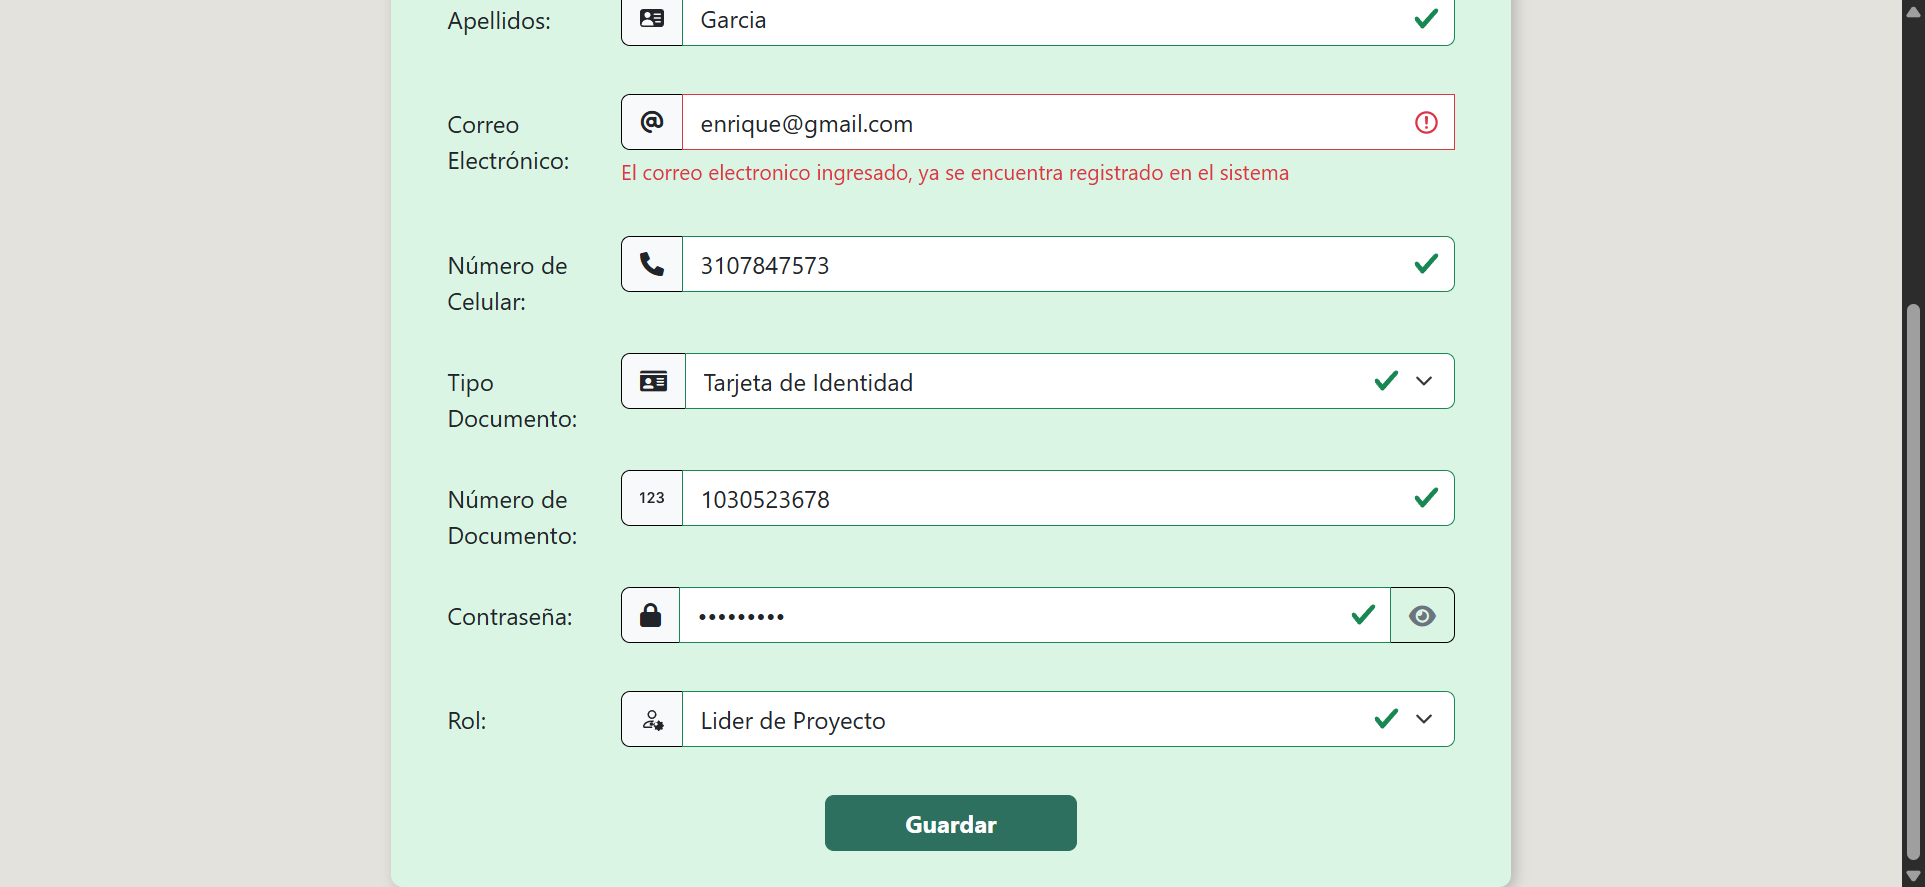 Apellidos:
Garcia
Correo
Electrónico:
enrique@gmail.com
El correo electronico ingresado, ya se encuentra registrado en el sistema
Número de
Celular:
3107847573
Tipo
Documento:
Tarjeta de Identidad
Número de
Documento:
123
1030523678
Contraseña:
•••••••••
Rol:
Lider de Proyecto
Guardar